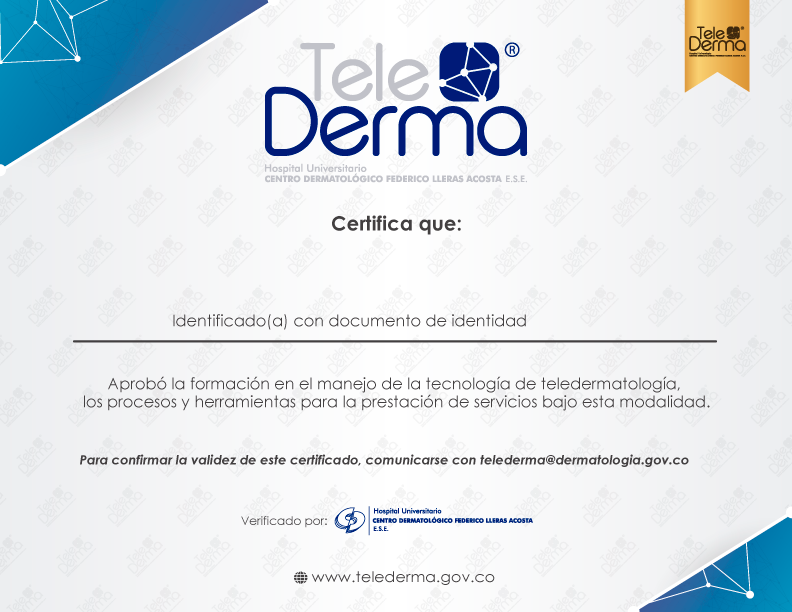 Tele
Derma
®
Hospital Universitario
CENTRO DERMATOLÓGICO FEDERICO LLERAS ACOSTA E.S.E.
Tele
Derma
Certifica que:
Identificado(a) con documento de identidad
Aprobó la formación en el manejo de la tecnología de teledermatología,
los procesos y herramientas para la prestación de servicios bajo esta modalidad.
Para confirmar la validez de este certificado, comunicarse con telederma@dermatologia.gov.co
Verificado por:
Hospital Universitario
CENTRO DERMATOLÓGICO FEDERICO LLERAS ACOSTA
E.S.E.
www.telederma.gov.co